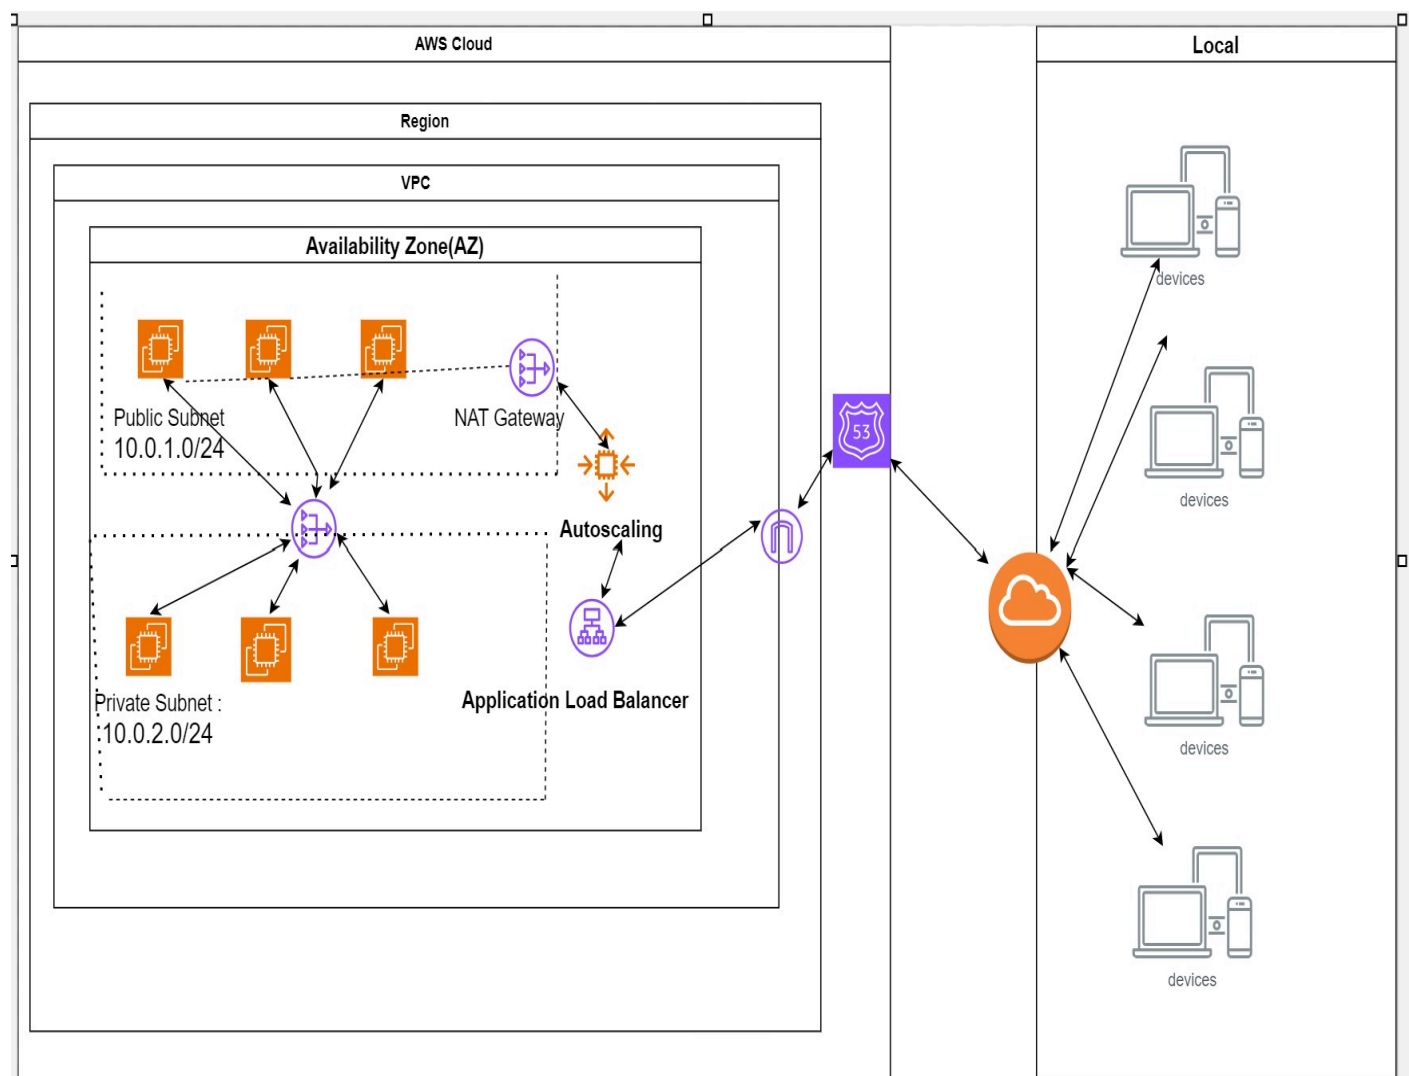 AWS Cloud
Local
Region
VPC
Availability Zone(AZ)
Public Subnet
10.0.1.0/24
NAT Gateway
Autoscaling
Private Subnet :
10.0.2.0/24
Application Load Balancer
53
devices
devices
devices
devices